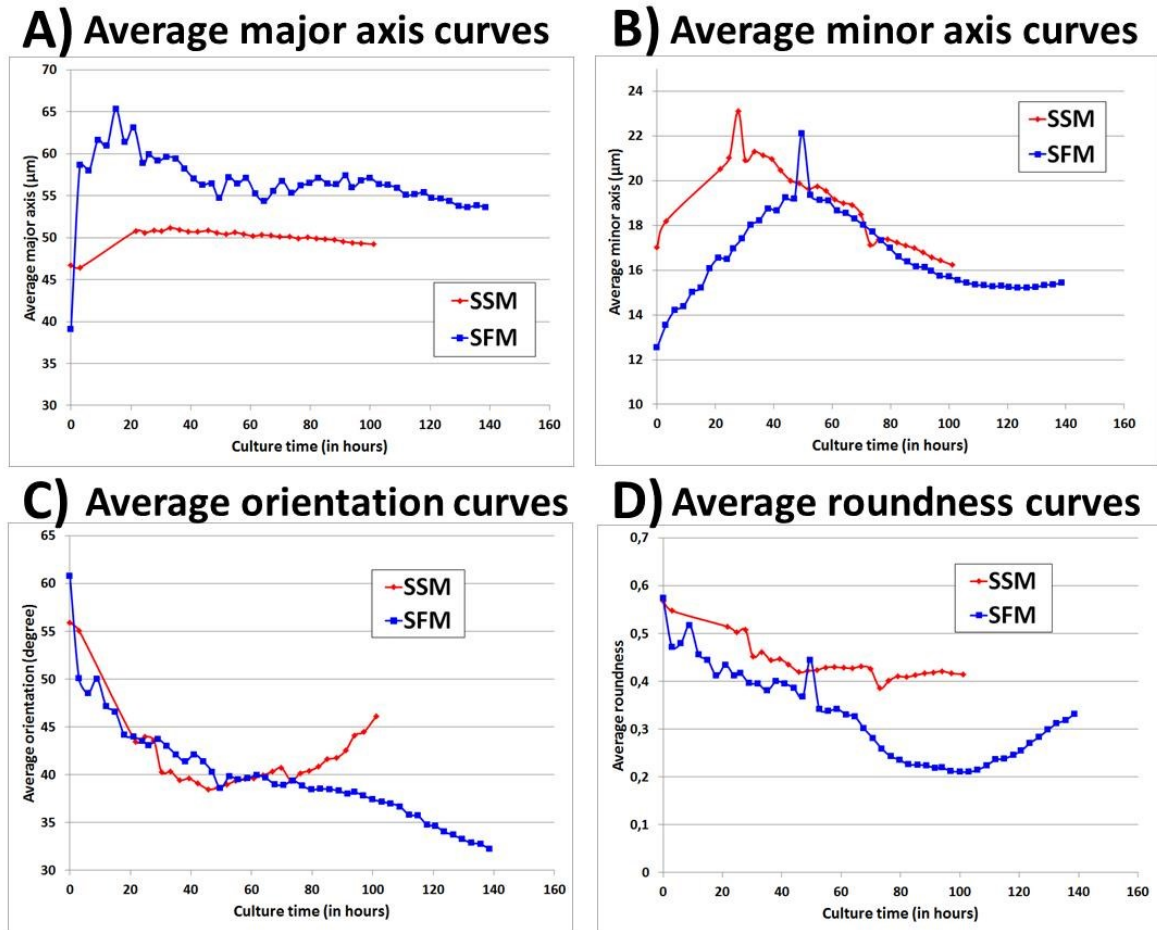 A) Average major axis curves
70
65
60
55
50
45
40
35
30
Average major axis (µm)
SSM
SFM
0 20 40 60 80 100 120 140 160
Culture time (in hours)
B) Average minor axis curves
24
22
20
18
16
14
12
10
Average minor axis (µm)
SSM
SFM
0 20 40 60 80 100 120 140 160
Culture time (in hours)
C) Average orientation curves
65
60
55
50
45
40
35
30
Average orientation (degree)
SSM
SFM
0 20 40 60 80 100 120 140 160
Culture time (in hours)
D) Average roundness curves
0,7
0,6
0,5
0,4
0,3
0,2
0,1
0
Average roundness
SSM
SFM
0 20 40 60 80 100 120 140 160
Culture time (in hours)